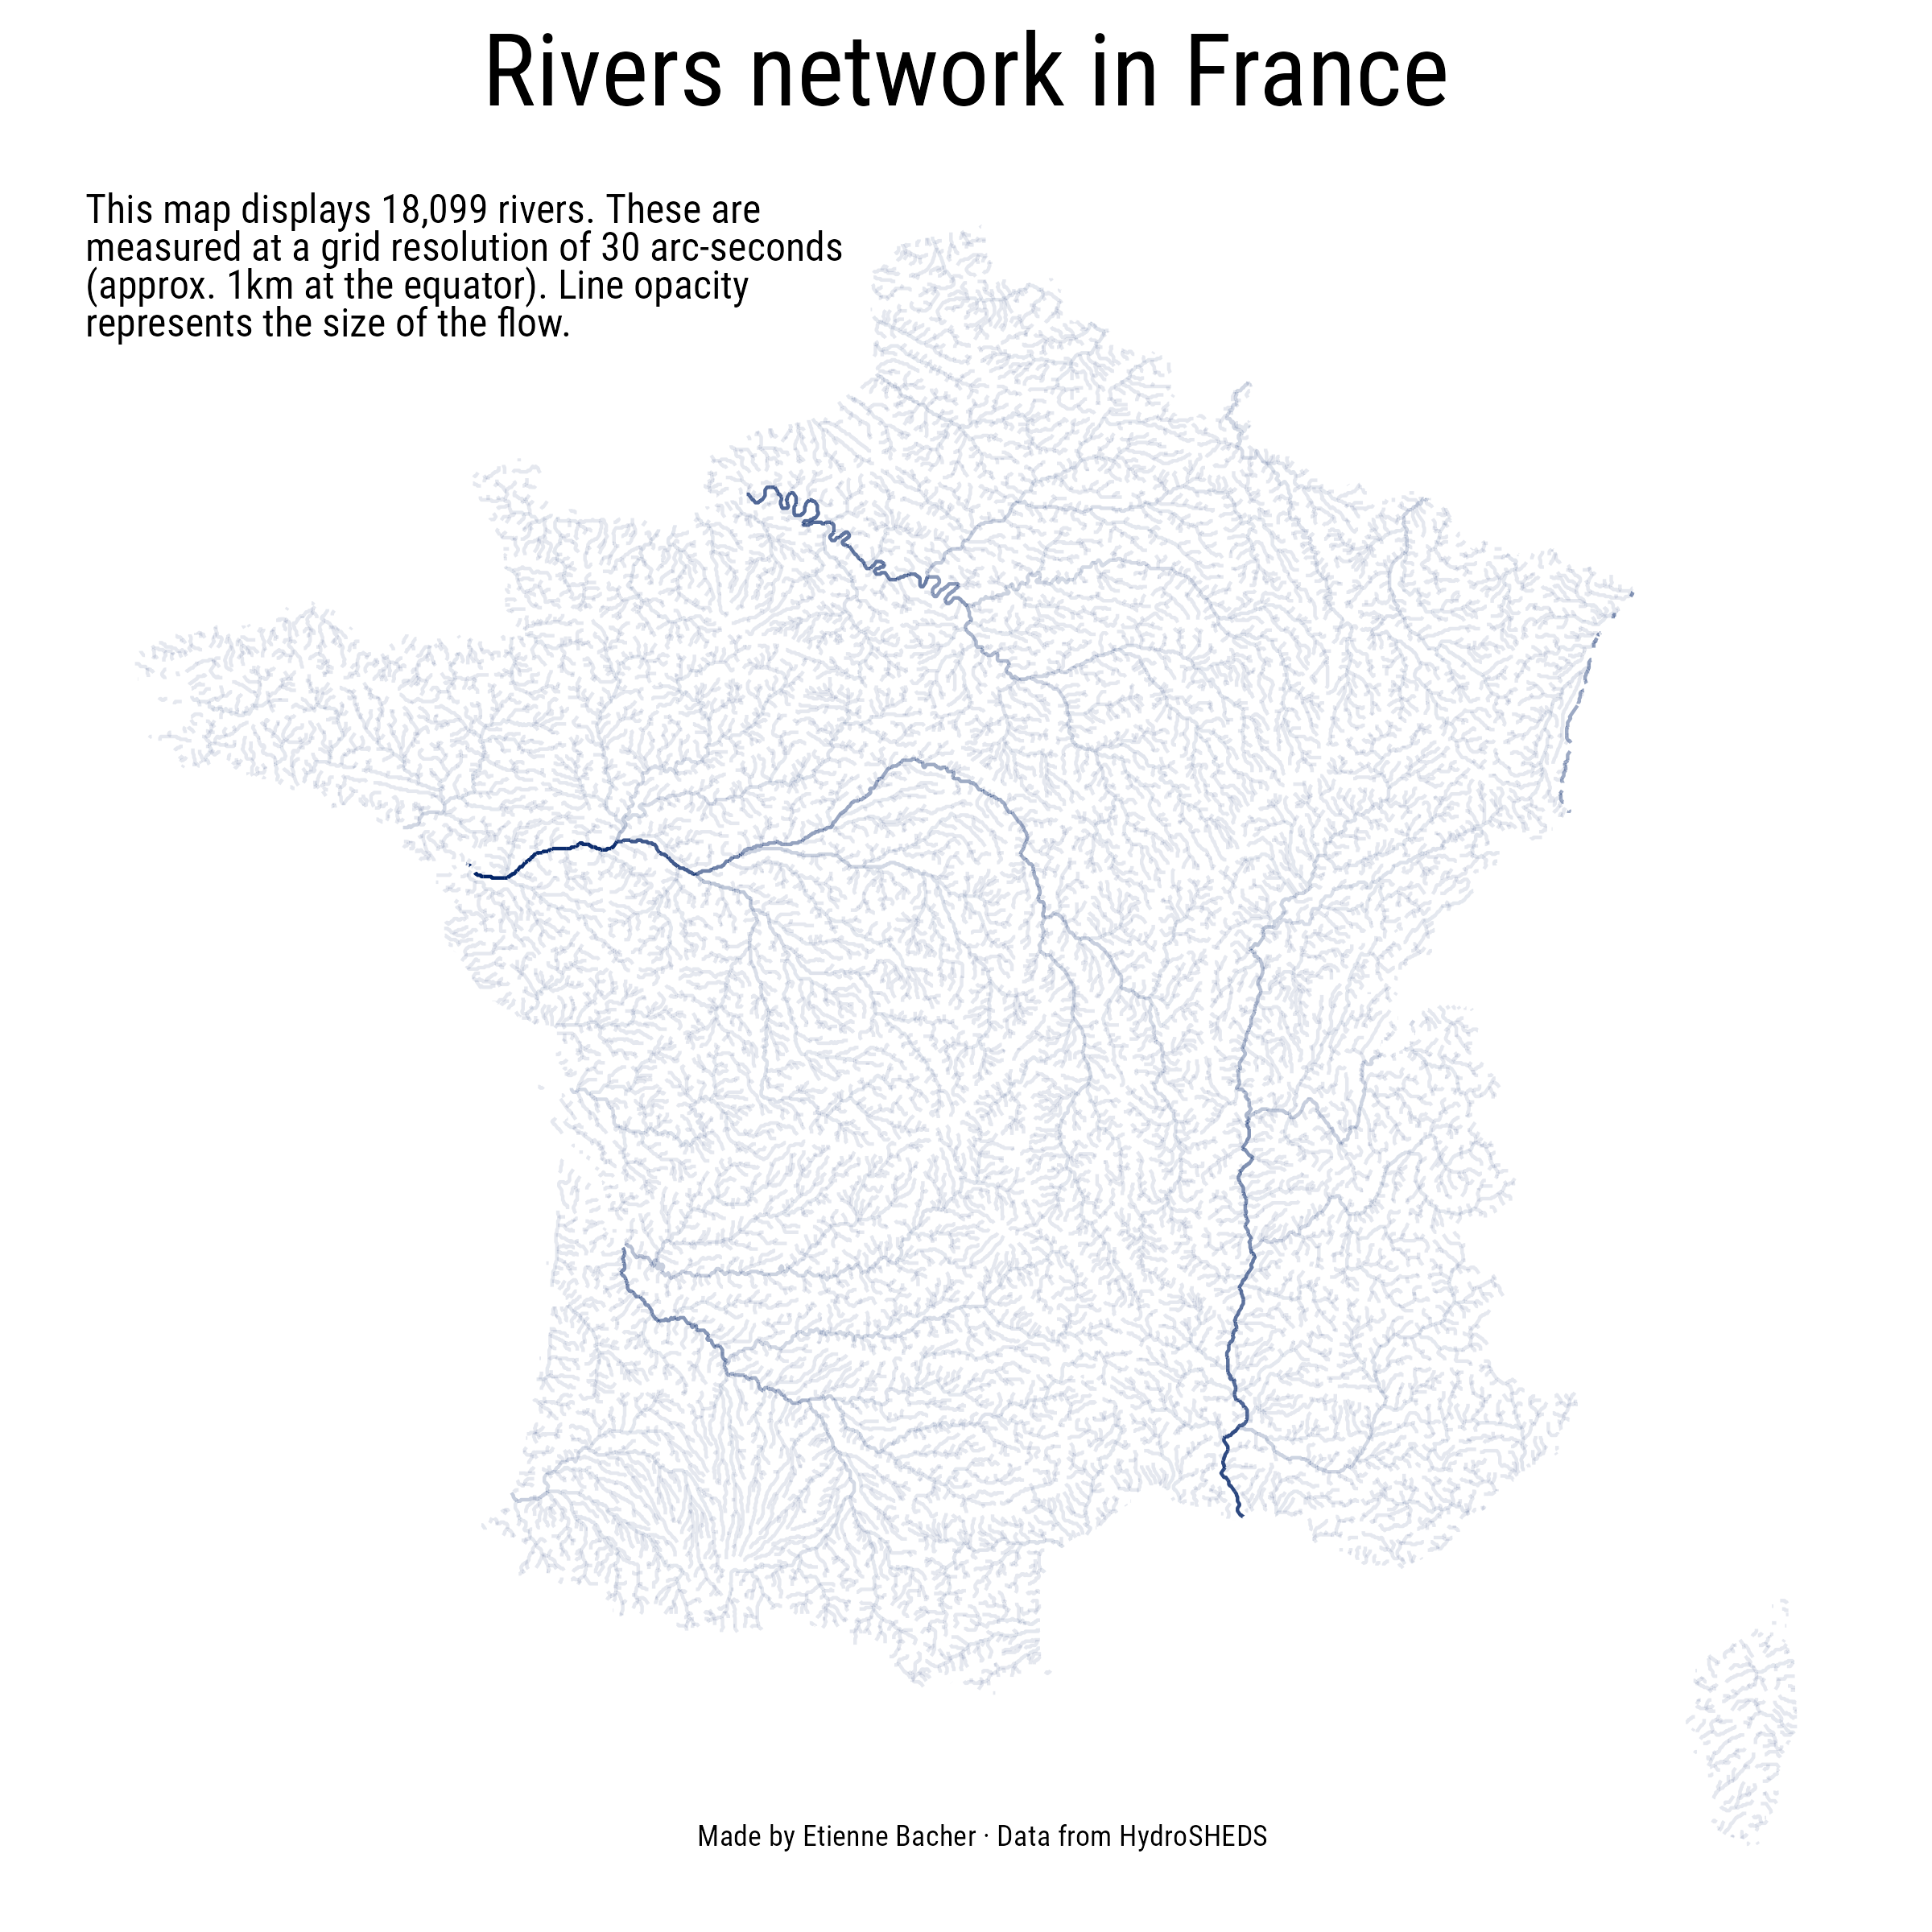 Rivers network in France
This map displays 18,099 rivers. These are
measured at a grid resolution of 30 arc-seconds
(approx. 1km at the equator). Line opacity
represents the size of the flow.
Made by Etienne Bacher · Data from HydroSHEDS